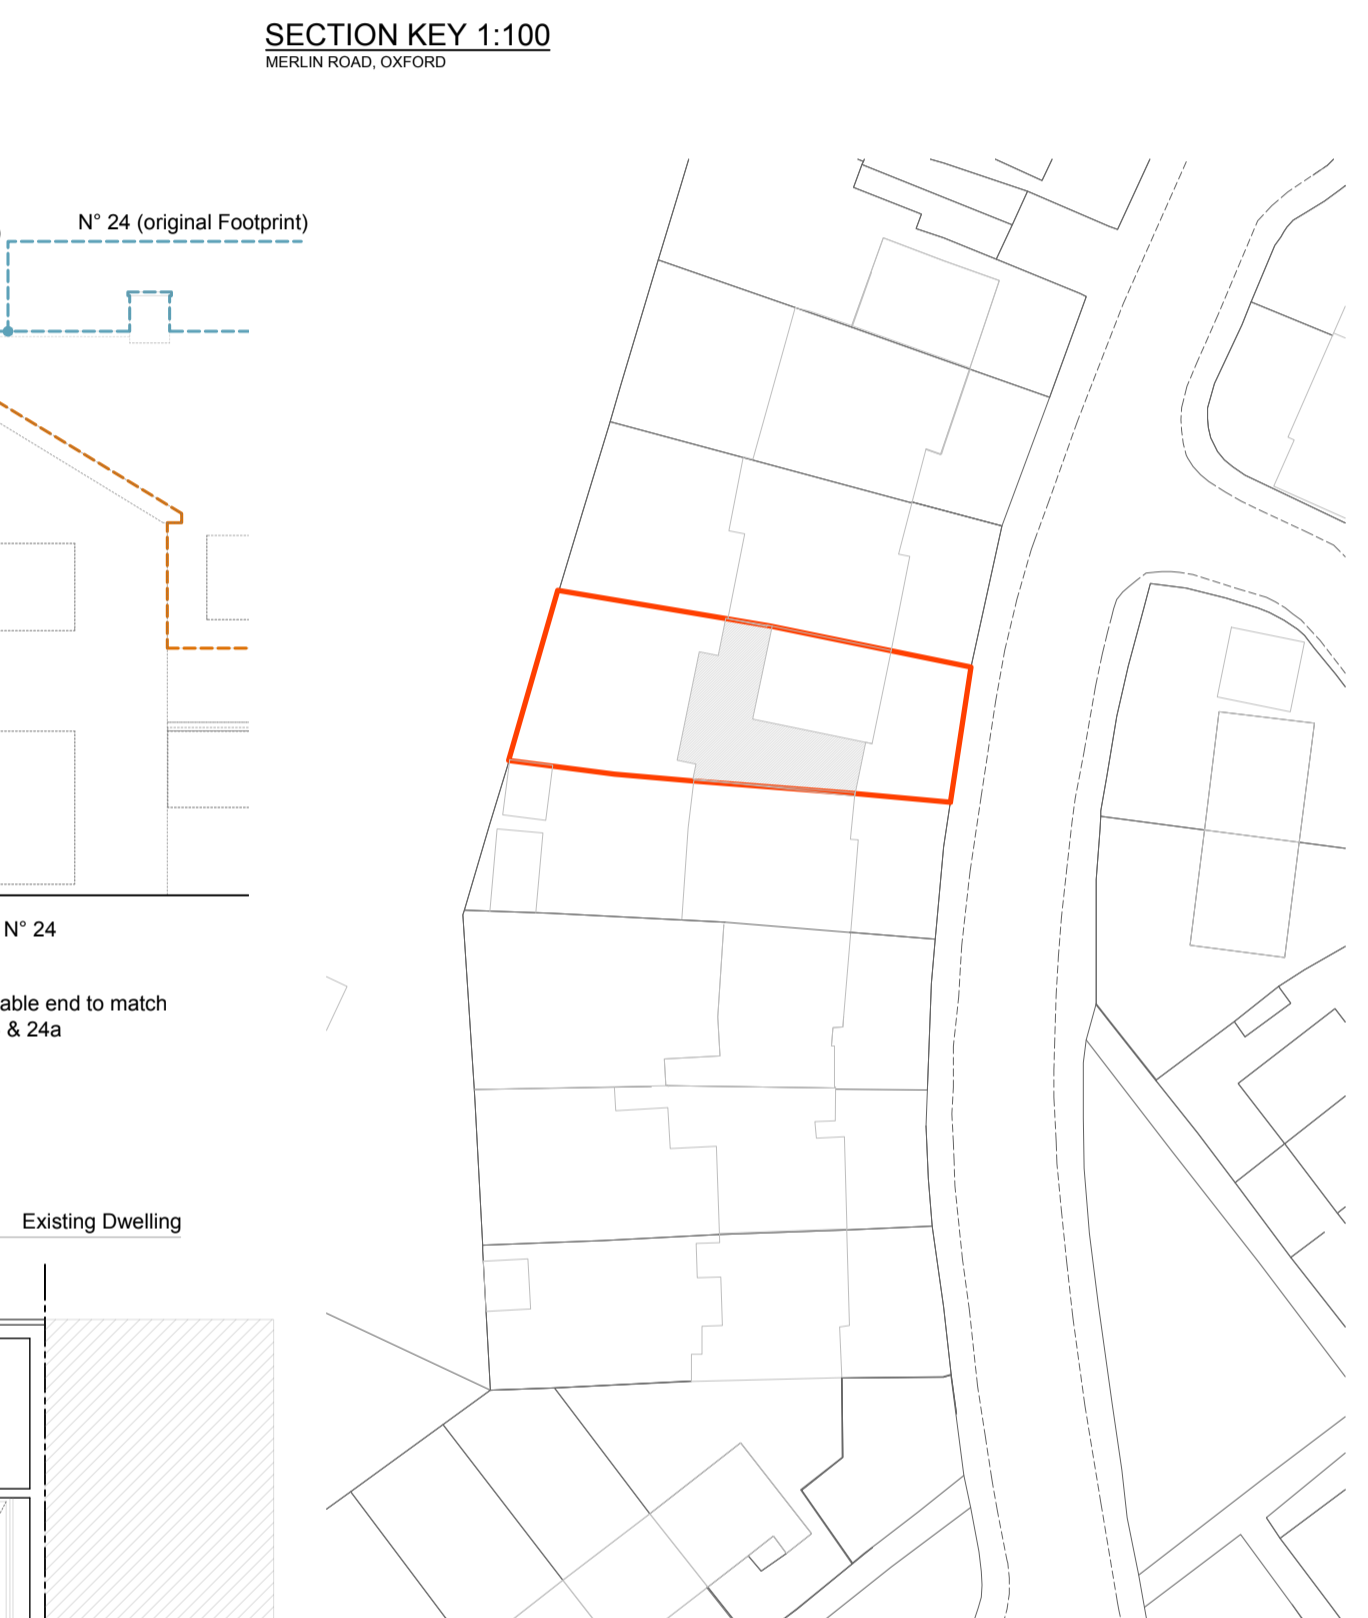 SECTION KEY 1:100
MERLIN ROAD, OXFORD
N° 24 (original Footprint)
N° 24
able end to match
& 24a
Existing Dwelling